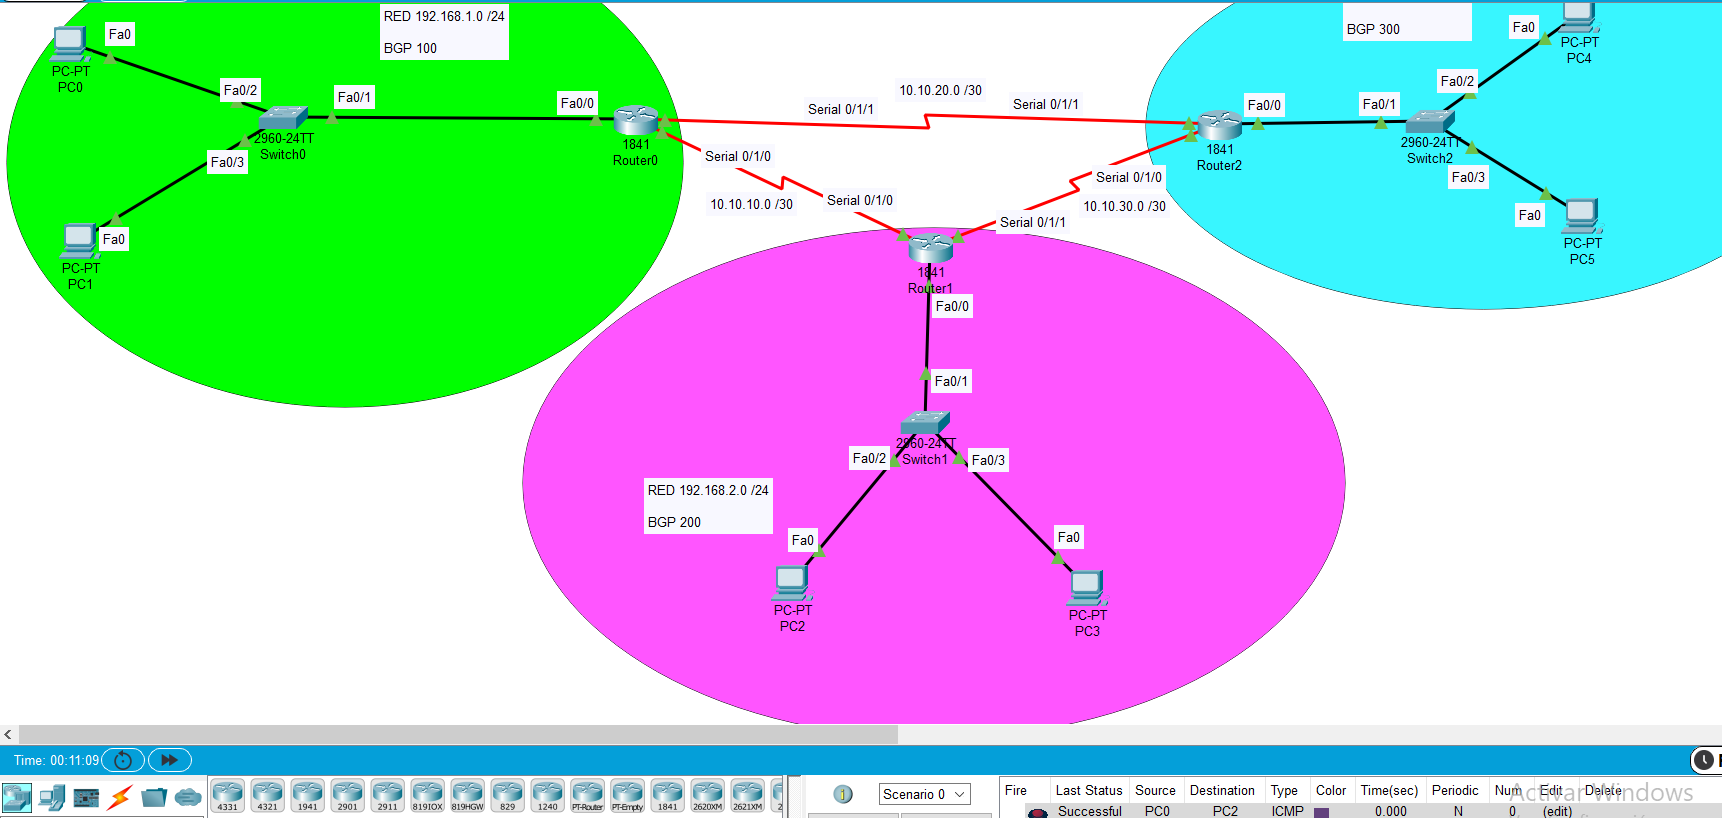 RED 192.168.1.0 /24
BGP 100
Fa0
PC-PT
PC0
Fa0/2
Fa0/1
Fa0/0
2960-24TT
Switch0
Fa0/3
1841
Router0
Fa0
PC-PT
PC1
Serial 0/1/1
10.10.20.0 /30
Serial 0/1/1
Serial 0/1/0
10.10.10.0 /30
Serial 0/1/0
Serial 0/1/0
10.10.30.0 /30
Serial 0/1/1
BGP 300
Fa0
PC-PT
PC4
Fa0/2
Fa0/0
Fa0/1
1841
Router2
2960-24TT
Switch2
Fa0/3
Fa0
PC-PT
PC5
1841
Router1
Fa0/0
Fa0/1
2960-24TT
Switch1
Fa0/2
Fa0/3
RED 192.168.2.0 /24
BGP 200
Fa0
PC-PT
PC2
Fa0
PC-PT
PC3
Time: 00:11:09
4331 4321 1941 2901 2911 819IOX 819HGW 829 1240 PT-Router PT-Empty 1841 2620XM 2621XM
Scenario 0
Fire Last Status Source Destination Type Color Time(sec) Periodic Num Edit Delete
Successful PC0 PC2 ICMP 0.000 N 0 (edit)
Activar Windows